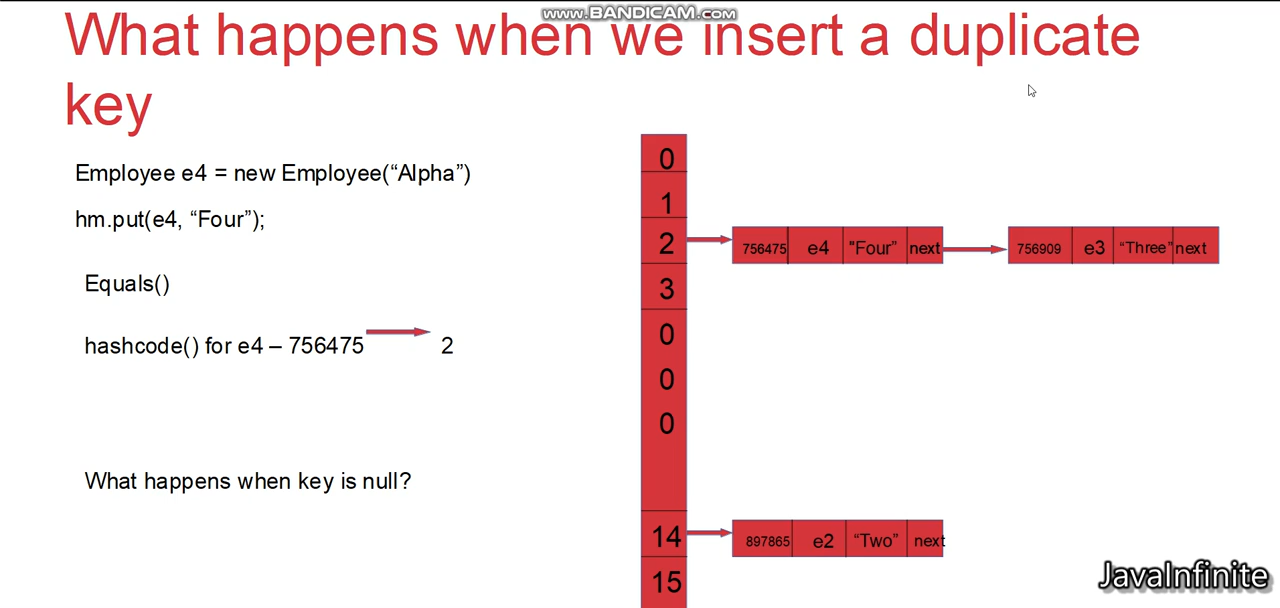 www.BANDICAM.com
What happens when we insert a duplicate
key
Employee e4 = new Employee(“Alpha”)
hm.put(e4, “Four”);
Equals()
hashcode() for e4 – 756475 2
What happens when key is null?
0
1
2
3
0
0
0
14
15
756475 e4 "Four” next
756909 e3 “Three” next
897865 e2 “Two” next
JavaInfinite